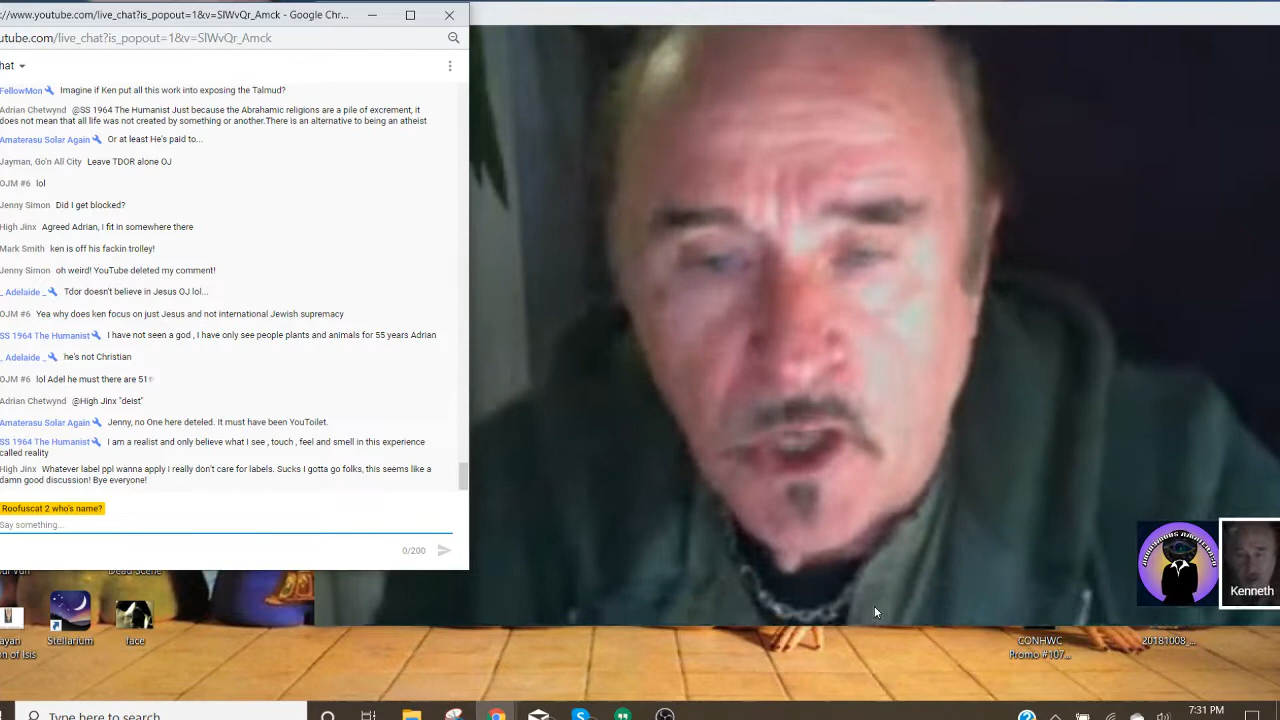 //www.youtube.com/live_chat?is_popout=1&v=SlWvQr_Amck - Google Chr...
utube.com/live_chat?is_popout=1&v=SlWvQr_Amck
hat
FellowMon Imagine if Ken put all this work into exposing the Talmud?
Adrian Chetwynd @SS 1964 The Humanist Just because the Abrahamic religions are a pile of excrement, it
does not mean that all life was not created by something or another.There is an alternative to being an atheist
Amaterasu Solar Again Or at least He's paid to...
Jayman, Go'n All City Leave TDOR alone OJ
OJM #6 lol
Jenny Simon Did I get blocked?
High Jinx Agreed Adrian, I fit in somewhere there
Mark Smith ken is off his fackin trolley!
Jenny Simon oh weird! YouTube deleted my comment!
_ Adelaide _ Tdor doesn't believe in Jesus OJ lol...
OJM #6 Yea why does ken focus on just Jesus and not international Jewish supremacy
SS 1964 The Humanist I have not seen a god , I have only see people plants and animals for 55 years Adrian
_ Adelaide _ he's not Christian
OJM #6 lol Adel he must there are 51
Adrian Chetwynd @High Jinx "deist"
Amaterasu Solar Again Jenny, no One here deteled. It must have been YouToilet.
SS 1964 The Humanist I am a realist and only believe what I see , touch , feel and smell in this experience
called reality
High Jinx Whatever label ppl wanna apply I really don't care for labels. Sucks I gotta go folks, this seems like a
damn good discussion! Bye everyone!
Roofuscat 2 who's name?
Say something...
0/200
Kenneth
Dead Scene
ayan
on of Isis
Stellarium
face
CONHWC
Promo #107...
20181008_...
Type here to search
7:31 PM